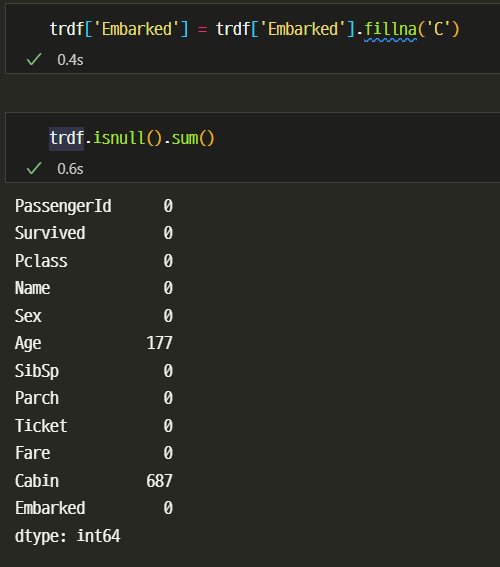 trdf['Embarked'] = trdf['Embarked'].fillna('C')
0.4s
trdf.isnull().sum()
0.6s
PassengerId 0
Survived 0
Pclass 0
Name 0
Sex 0
Age 177
SibSp 0
Parch 0
Ticket 0
Fare 0
Cabin 687
Embarked 0
dtype: int64